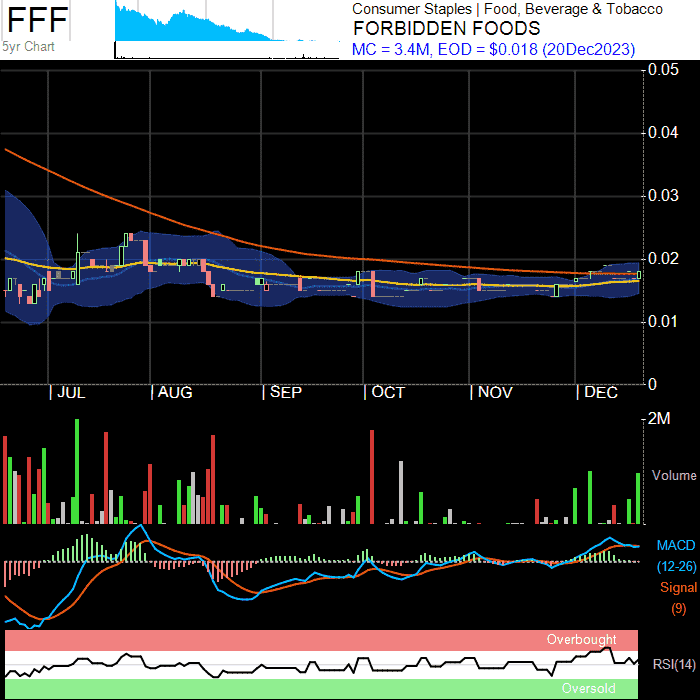 FFF
5yr Chart
Consumer Staples | Food, Beverage & Tobacco
FORBIDDEN FOODS
MC = 3.4M, EOD = $0.018 (20Dec2023)
0.05
0.04
0.03
0.02
0.01
0
| JUL | AUG | SEP | OCT | NOV | DEC
2M
Volume
MACD
(12-26)
Signal
(9)
Overbought
RSI(14)
Oversold